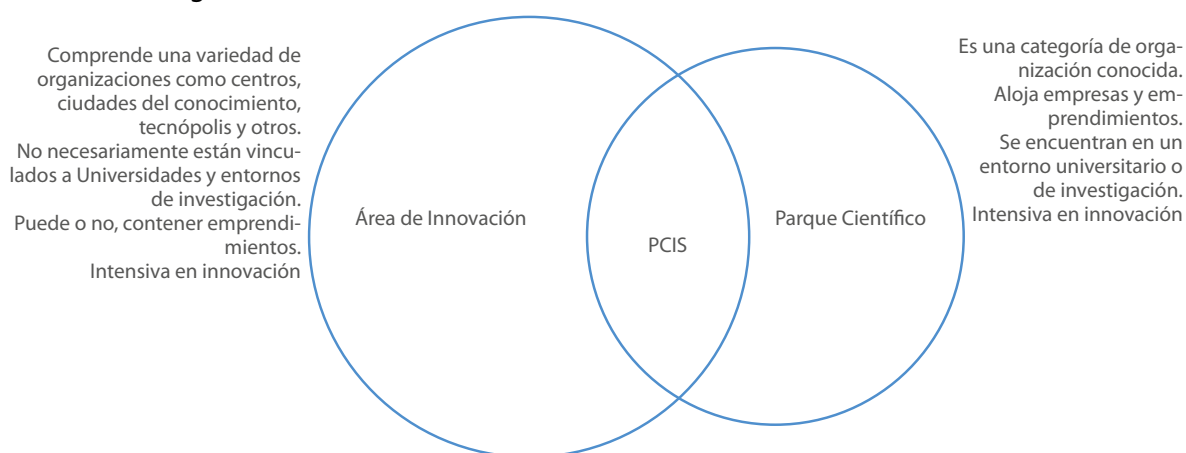 Comprende una variedad de
organizaciones como centros,
ciudades del conocimiento,
tecnópolis y otros.
No necesariamente están vincu-
lados a Universidades y entornos
de investigación.
Puede o no, contener emprendi-
mientos.
Intensiva en innovación
Área de Innovación
PCIS
Parque Científico
Es una categoría de orga-
nización conocida.
Aloja empresas y em-
prendimientos.
Se encuentran en un
entorno universitario o
de investigación.
Intensiva en innovación